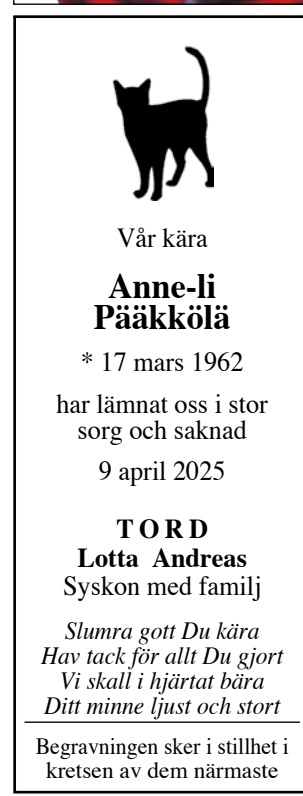 Vår kära
Anne-li
Pääkkölä
* 17 mars 1962
har lämnat oss i stor
sorg och saknad
9 april 2025
TORD
Lotta Andreas
Syskon med familj
Slumra gott Du kära
Hav tack för allt Du gjort
Vi skall i hjärtat bära
Ditt minne ljust och stort
Begravningen sker i stillhet i
kretsen av dem närmaste